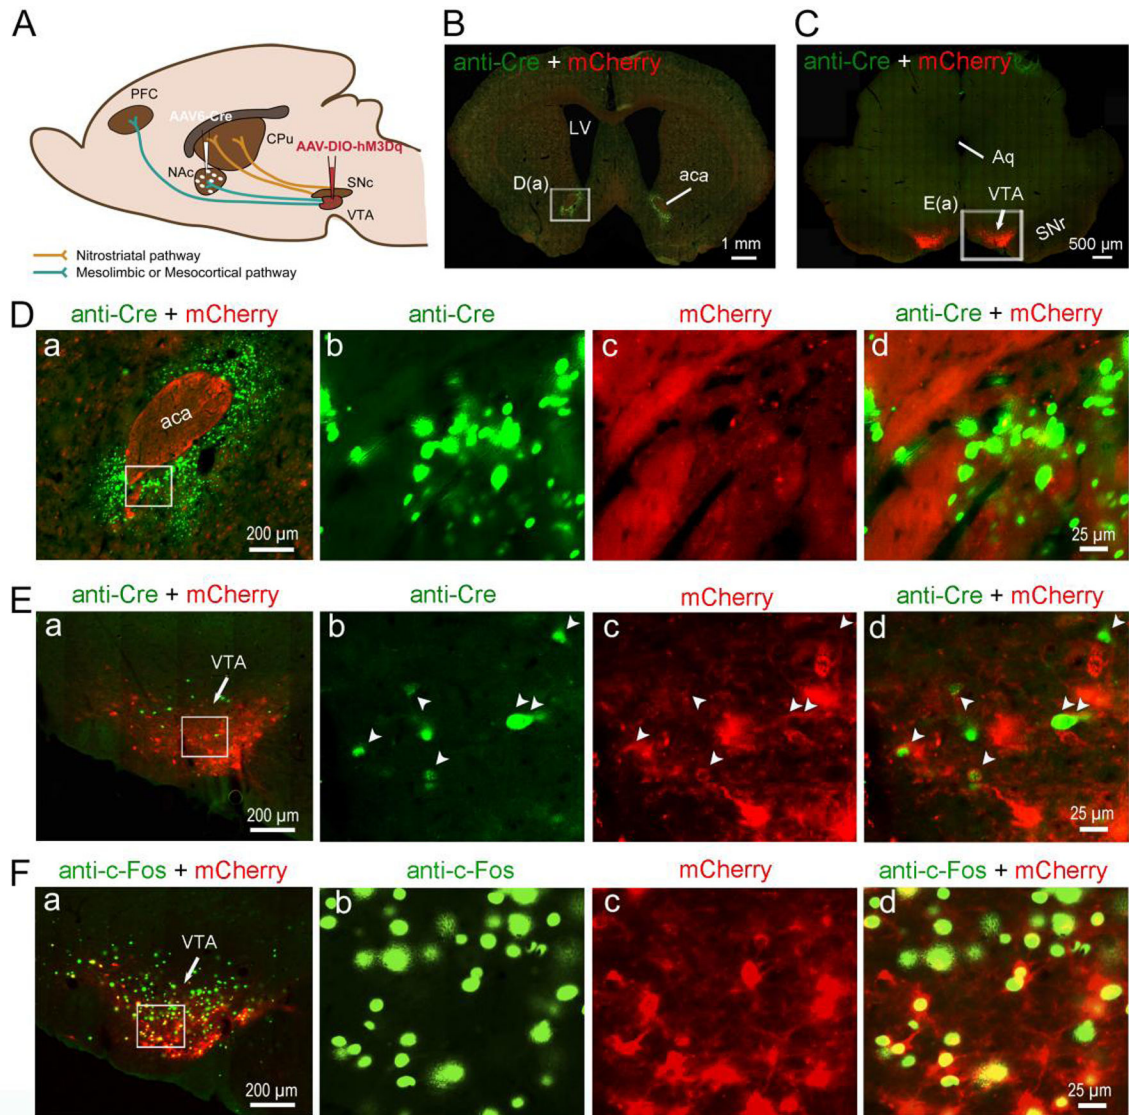 A
PFC
AAV6-Cre
CPu
AAV-DIO-hM3Dq
NAc
SNc
VTA
Nitrostriatal pathway
Mesolimbic or Mesocortical pathway
B
anti-Cre + mCherry
LV
D(a)
aca
1 mm
C
anti-Cre + mCherry
Aq
VTA
E(a)
SNr
500 µm
D
anti-Cre + mCherry
anti-Cre
mCherry
anti-Cre + mCherry
a
b
c
d
aca
200 µm
25 µm
E
anti-Cre + mCherry
anti-Cre
mCherry
anti-Cre + mCherry
a
b
c
d
VTA
200 µm
25 µm
F
anti-c-Fos + mCherry
anti-c-Fos
mCherry
anti-c-Fos + mCherry
a
b
c
d
VTA
200 µm
25 µm